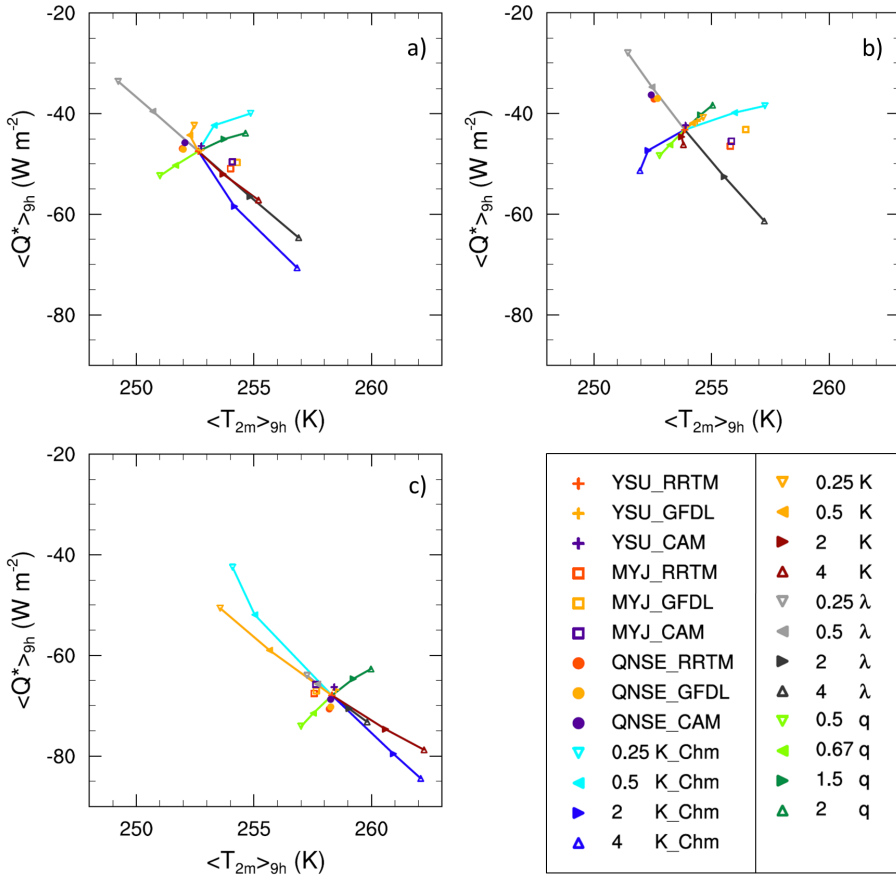 a)
-20
-40
-60
-80
<Q*>9h (W m-2)
250
255
260
<T2m>9h (K)
b)
-20
-40
-60
-80
<Q*>9h (W m-2)
250
255
260
<T2m>9h (K)
c)
-20
-40
-60
-80
<Q*>9h (W m-2)
250
255
260
<T2m>9h (K)
YSU_RRTM
YSU_GFDL
YSU_CAM
MYJ_RRTM
MYJ_GFDL
MYJ_CAM
QNSE_RRTM
QNSE_GFDL
QNSE_CAM
0.25 K_Chm
0.5 K_Chm
2 K_Chm
4 K_Chm
0.25 K
0.5 K
2 K
4 K
0.25 λ
0.5 λ
2 λ
4 λ
0.5 q
0.67 q
1.5 q
2 q